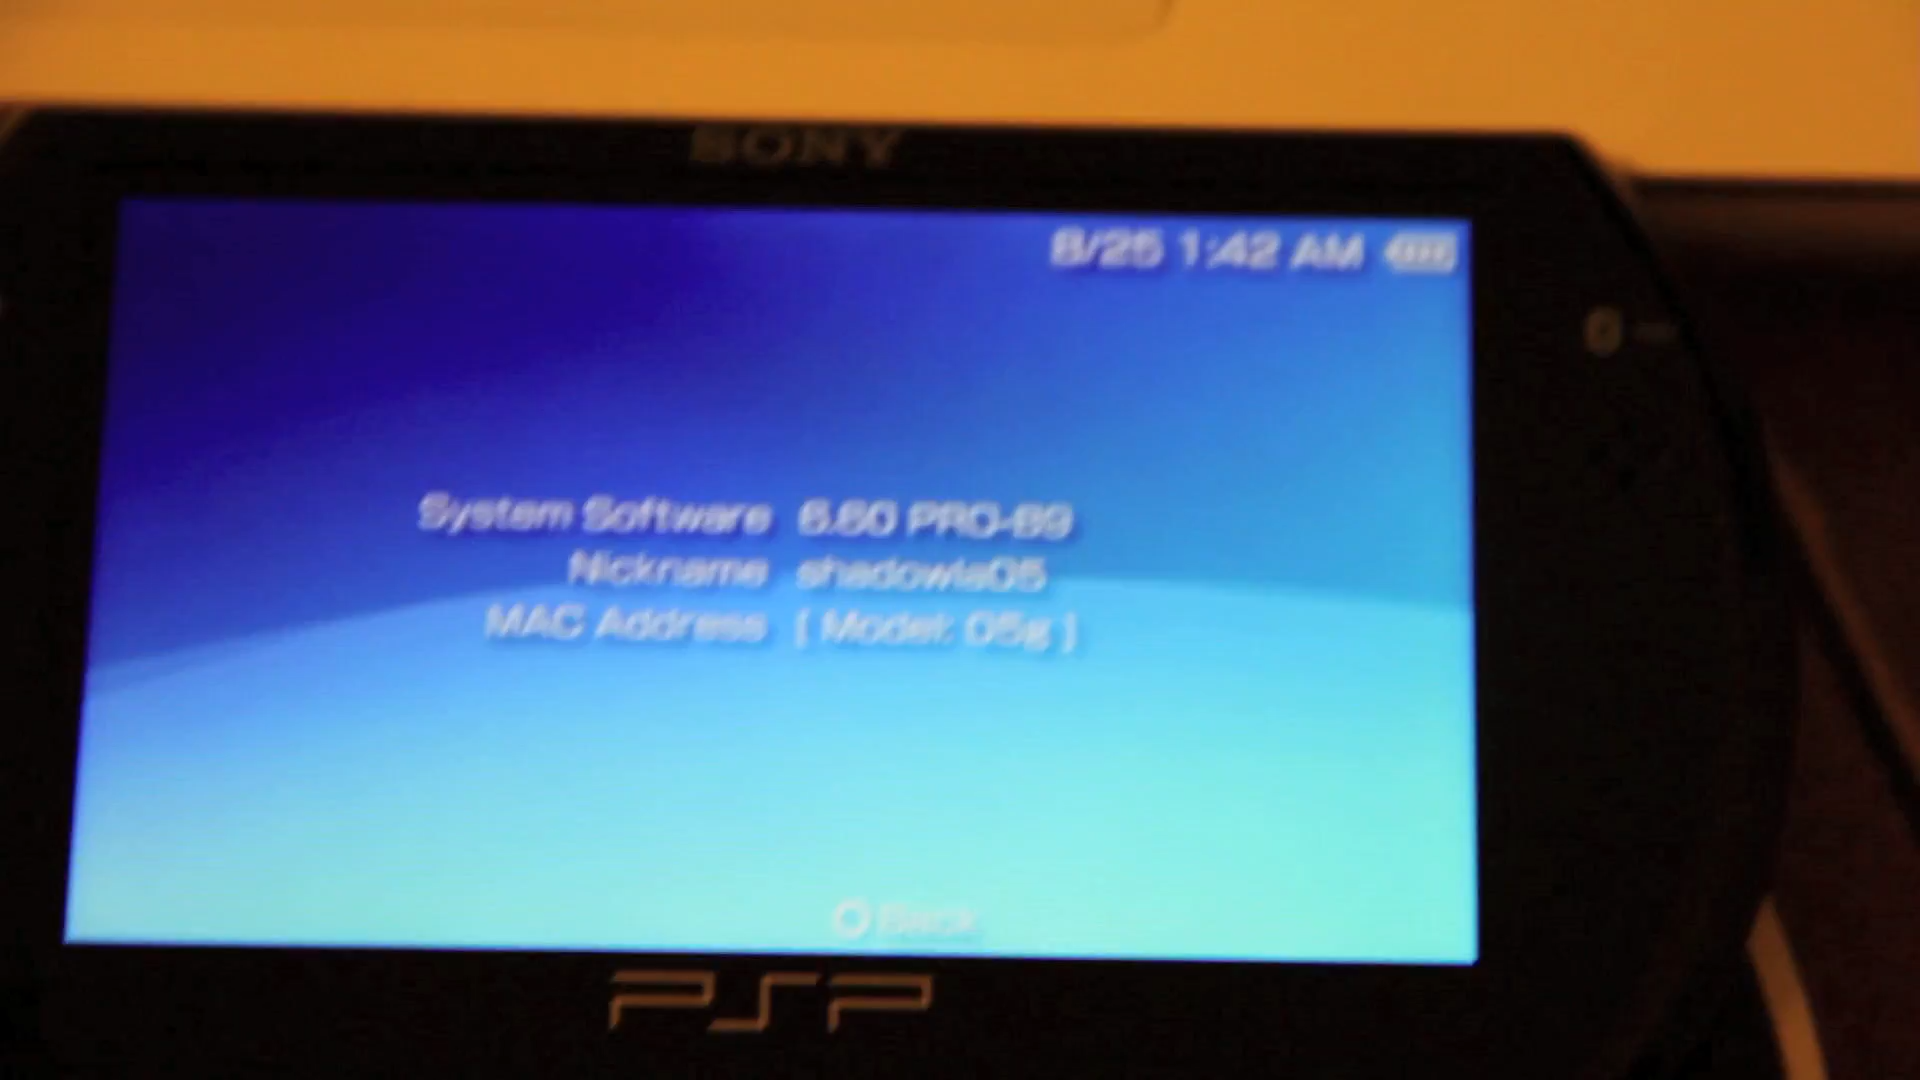 SONY
8/25 1:42 AM
System Software 6.60 PRO-B9
Nickname shadowla05
MAC Address [ Model: 05g ]
Back
PSP